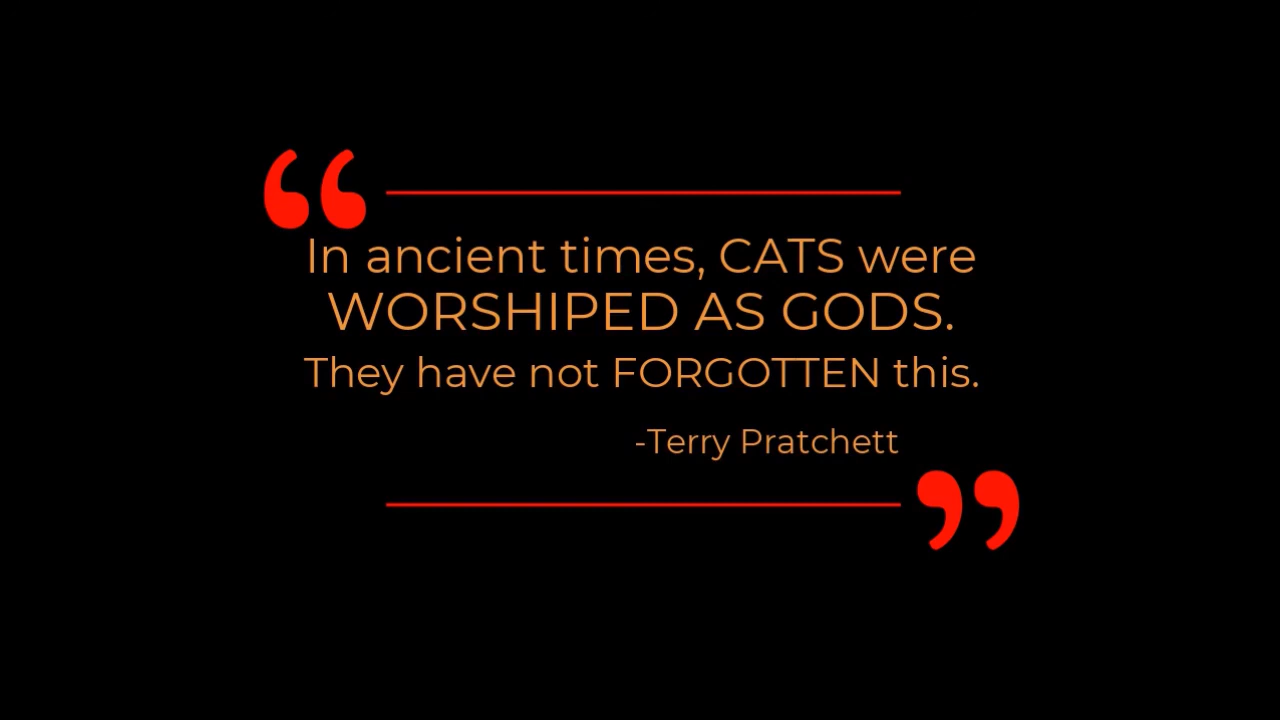 “
In ancient times, CATS were
WORSHIPED AS GODS.
They have not FORGOTTEN this.
-Terry Pratchett
”